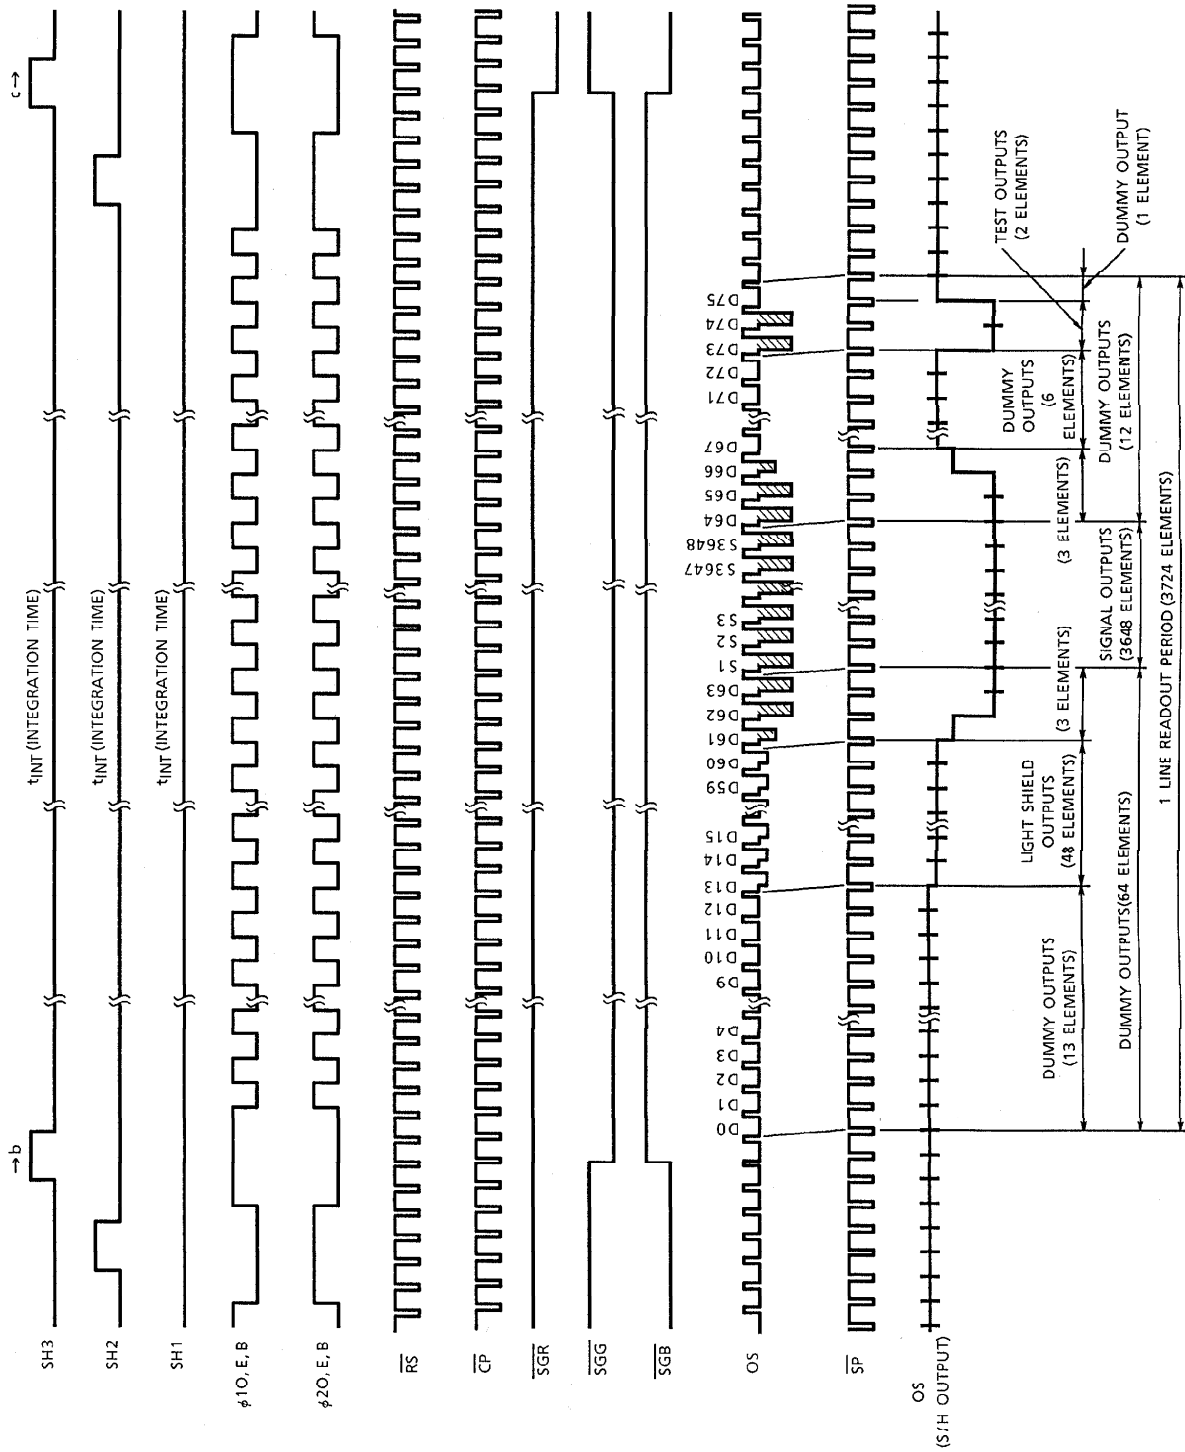 SH3
SH2
SH1
φ1O, E, B
φ2O, E, B
RS
CP
SGR
SGG
SGB
OS
SP
OS
(S/H OUTPUT)
→b
c→
tINT (INTEGRATION TIME)
tINT (INTEGRATION TIME)
tINT (INTEGRATION TIME)
D0
D1
D2
D3
D4
D9
D10
D11
D12
D13
D14
D15
D59
D60
D61
D62
D63
S1
S2
S3
S3647
S3648
D64
D65
D66
D67
D71
D72
D73
D74
D75
DUMMY OUTPUTS
(13 ELEMENTS)
LIGHT SHIELD
OUTPUTS
(48 ELEMENTS)
(3 ELEMENTS)
DUMMY OUTPUTS (64 ELEMENTS)
SIGNAL OUTPUTS
(3648 ELEMENTS)
(3 ELEMENTS)
DUMMY
OUTPUTS
(6
ELEMENTS)
DUMMY OUTPUTS
(12 ELEMENTS)
TEST OUTPUTS
(2 ELEMENTS)
DUMMY OUTPUT
(1 ELEMENT)
1 LINE READOUT PERIOD (3724 ELEMENTS)